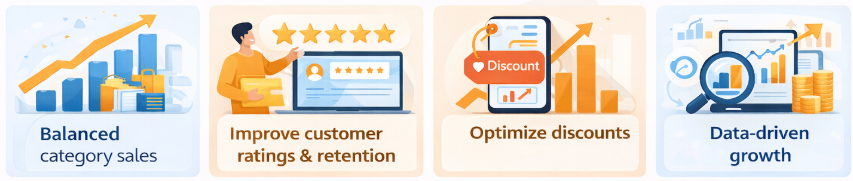 Discount
Balanced
category sales
Improve customer
ratings & retention
Optimize discounts
Data-driven
growth